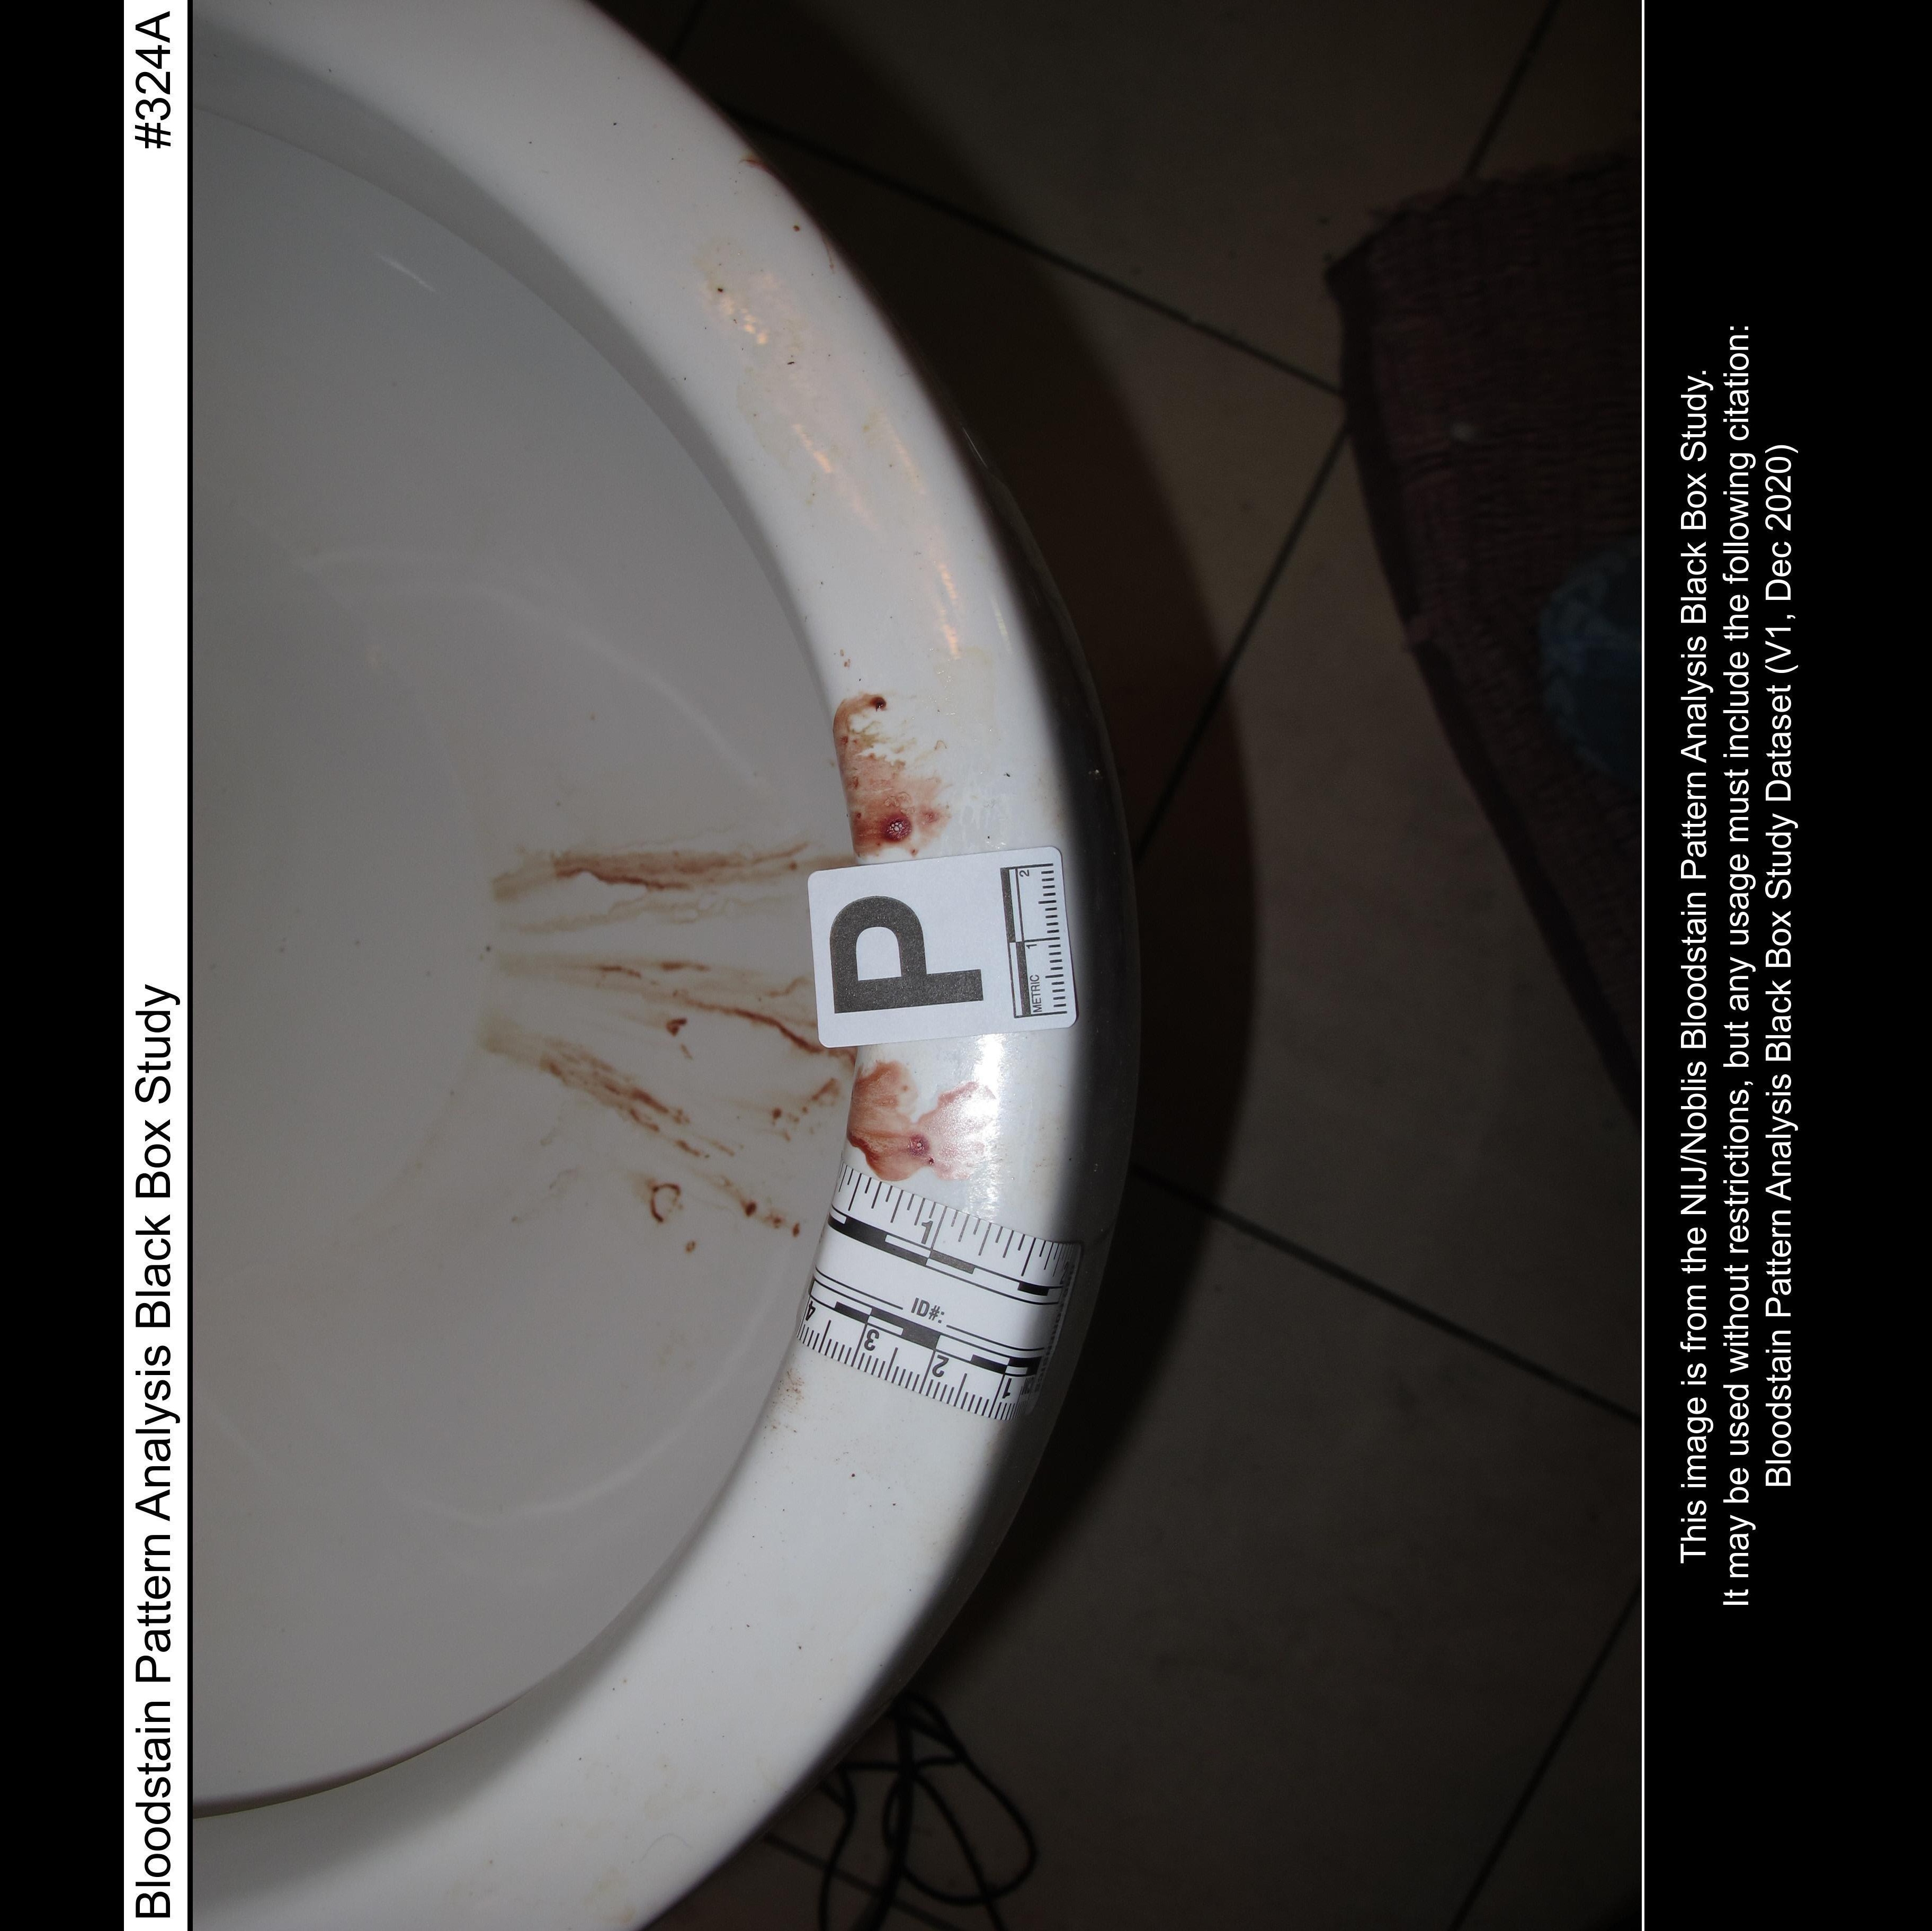 Bloodstain Pattern Analysis Black Box Study #324A
P
METRIC 1 2
1
ID#:
4 3 2 1
This image is from the NIJ/Noblis Bloodstain Pattern Analysis Black Box Study.
It may be used without restrictions, but any usage must include the following citation:
Bloodstain Pattern Analysis Black Box Study Dataset (V1, Dec 2020)